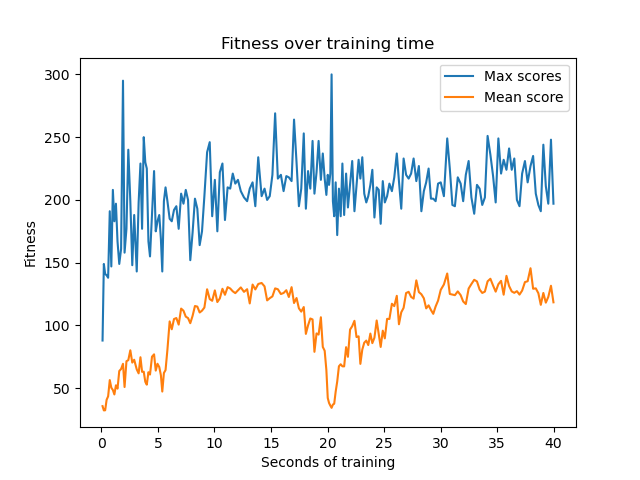 Fitness over training time
Max scores
Mean score
Fitness
300
250
200
150
100
50
0 5 10 15 20 25 30 35 40
Seconds of training